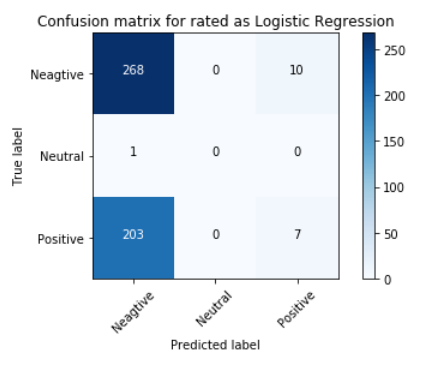 Confusion matrix for rated as Logistic Regression
True label
Neagtive
268
0
10
Neutral
1
0
0
Positive
203
0
7
Neagtive
Neutral
Positive
Predicted label
250
200
150
100
50
0